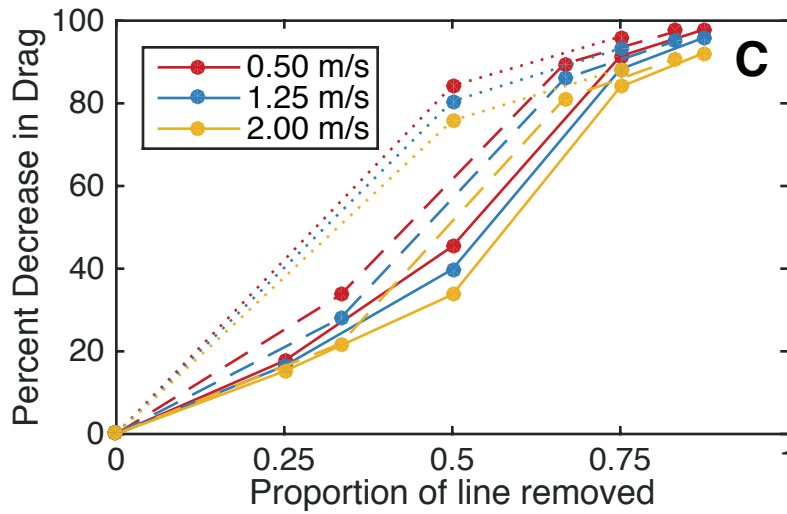 100
80
60
40
20
0
Percent Decrease in Drag
0.50 m/s
1.25 m/s
2.00 m/s
C
0
0.25
0.5
0.75
1
Proportion of line removed